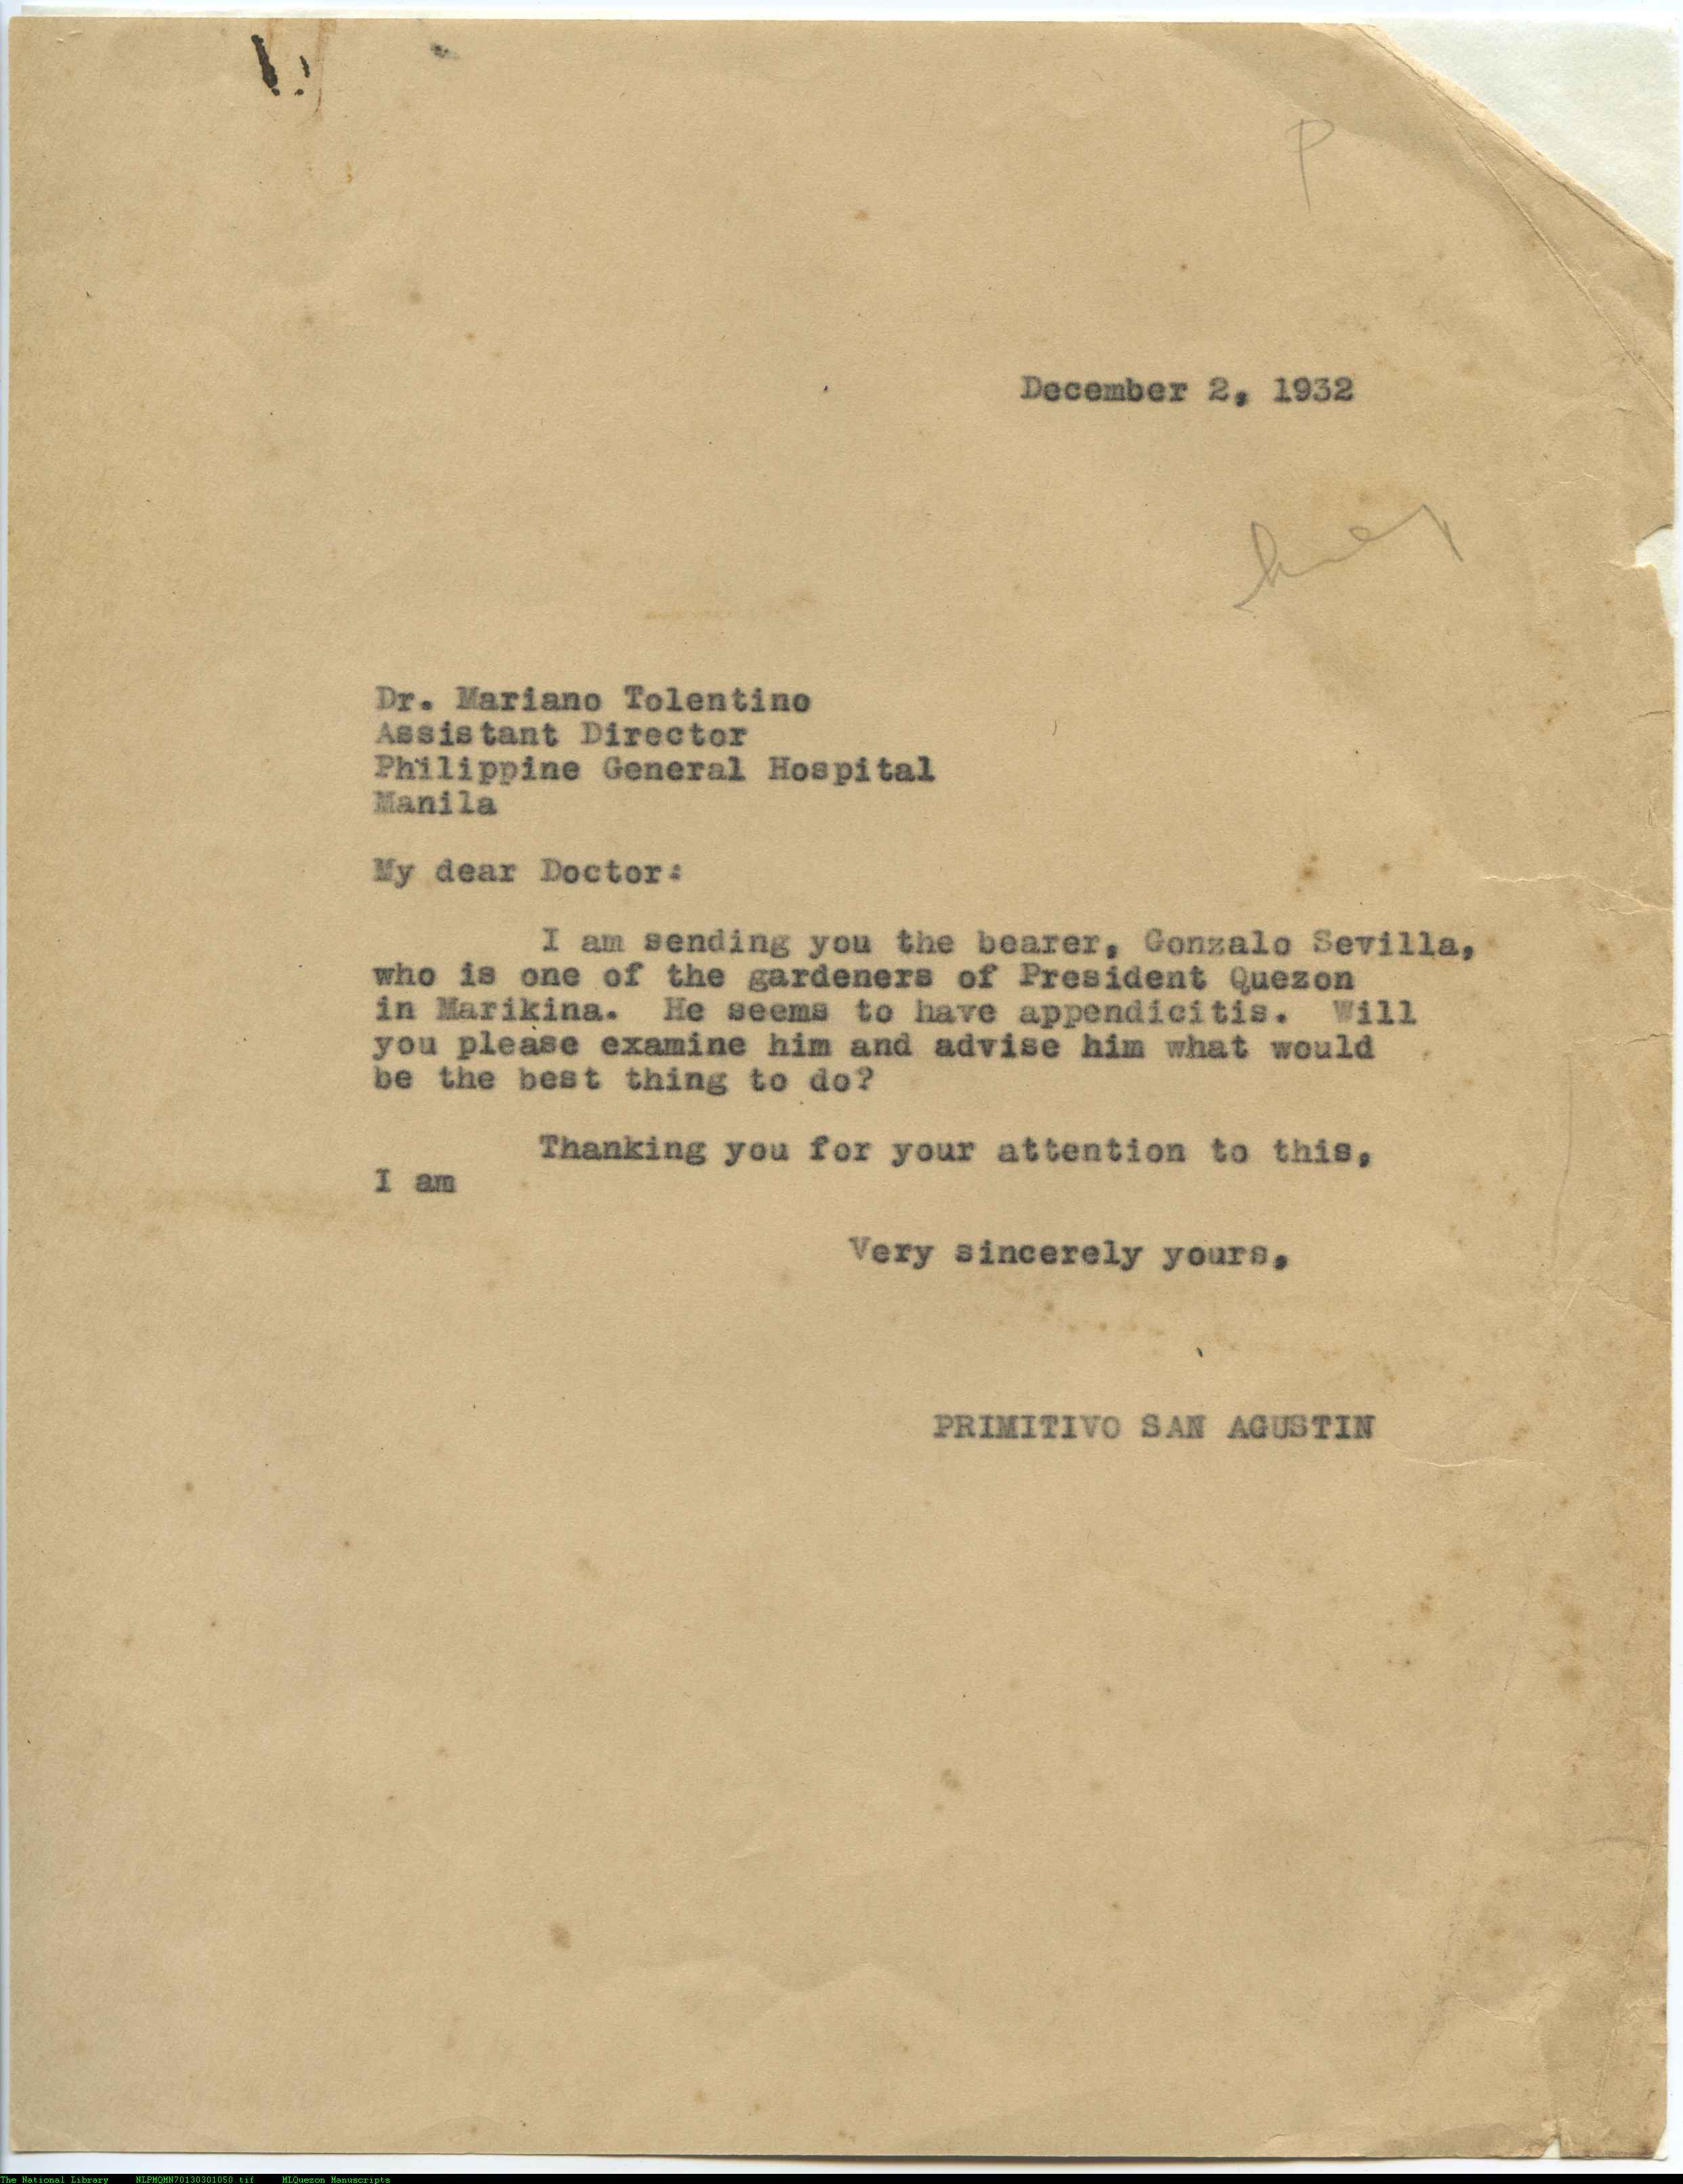 P
December 2, 1932
Dr. Mariano Tolentino
Assistant Director
Philippine General Hospital
Manila
My dear Doctor:
I am sending you the bearer, Gonzalo Sevilla,
who is one of the gardeners of President Quezon
in Marikina. He seems to have appendicitis. Will
you please examine him and advise him what would
be the best thing to do?
Thanking you for your attention to this,
I am
Very sincerely yours,
PRIMITIVO SAN AGUSTIN
The National Library NLPMQMN70130301050.tif MLQuezon Manuscripts